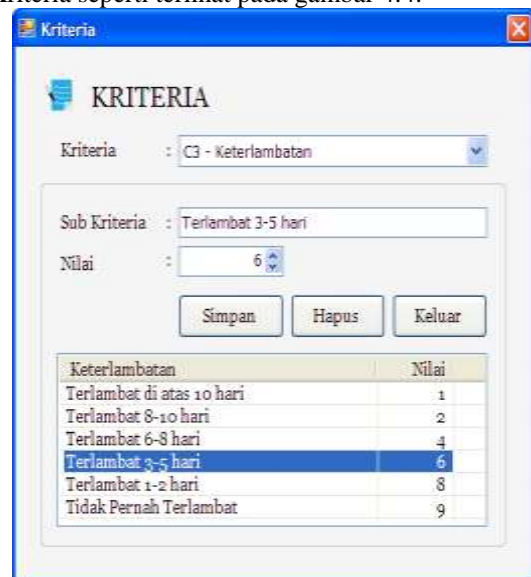 Kriteria seperti terlihat pada gambar 4.4.
Kriteria
KRITERIA
Kriteria : C3 - Keterlambatan
Sub Kriteria : Terlambat 3-5 hari
Nilai : 6
Simpan Hapus Keluar
Keterlambatan Nilai
Terlambat di atas 10 hari 1
Terlambat 8-10 hari 2
Terlambat 6-8 hari 4
Terlambat 3-5 hari 6
Terlambat 1-2 hari 8
Tidak Pernah Terlambat 9